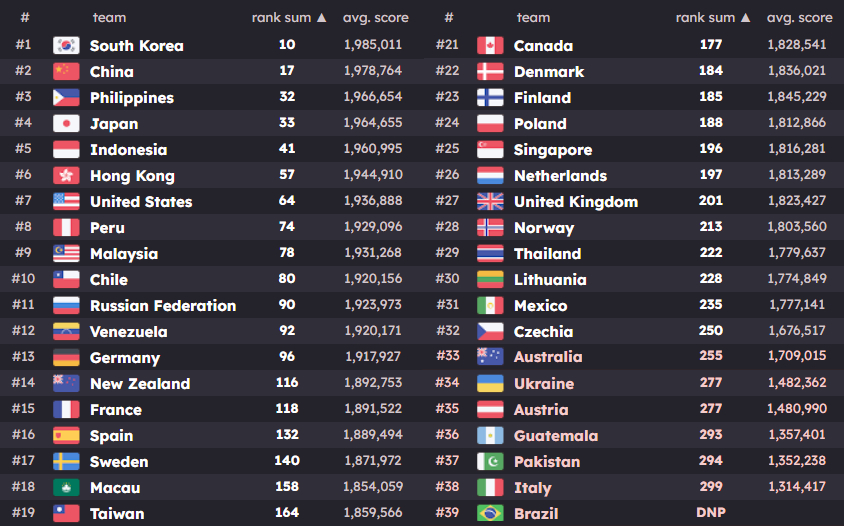 # team rank sum ▲ avg. score
#1 South Korea 10 1,985,011
#2 China 17 1,978,764
#3 Philippines 32 1,966,654
#4 Japan 33 1,964,655
#5 Indonesia 41 1,960,995
#6 Hong Kong 57 1,944,910
#7 United States 64 1,936,888
#8 Peru 74 1,929,096
#9 Malaysia 78 1,931,268
#10 Chile 80 1,920,156
#11 Russian Federation 90 1,923,973
#12 Venezuela 92 1,920,171
#13 Germany 96 1,917,927
#14 New Zealand 116 1,892,753
#15 France 118 1,891,522
#16 Spain 132 1,889,494
#17 Sweden 140 1,871,972
#18 Macau 158 1,854,059
#19 Taiwan 164 1,859,566
# team rank sum ▲ avg. score
#21 Canada 177 1,828,541
#22 Denmark 184 1,836,021
#23 Finland 185 1,845,229
#24 Poland 188 1,812,866
#25 Singapore 196 1,816,281
#26 Netherlands 197 1,813,289
#27 United Kingdom 201 1,823,427
#28 Norway 213 1,803,560
#29 Thailand 222 1,779,637
#30 Lithuania 228 1,774,849
#31 Mexico 235 1,777,141
#32 Czechia 250 1,676,517
#33 Australia 255 1,709,015
#34 Ukraine 277 1,482,362
#35 Austria 277 1,480,990
#36 Guatemala 293 1,357,401
#37 Pakistan 294 1,352,238
#38 Italy 299 1,314,417
#39 Brazil DNP